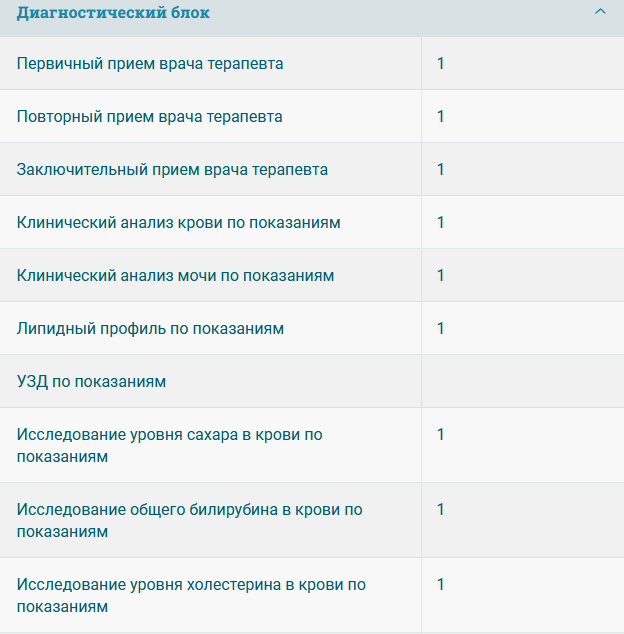 Диагностический блок
Первичный прием врача терапевта 1
Повторный прием врача терапевта 1
Заключительный прием врача терапевта 1
Клинический анализ крови по показаниям 1
Клинический анализ мочи по показаниям 1
Липидный профиль по показаниям 1
УЗД по показаниям
Исследование уровня сахара в крови по 1
показаниям
Исследование общего билирубина в крови по 1
показаниям
Исследование уровня холестерина в крови по 1
показаниям